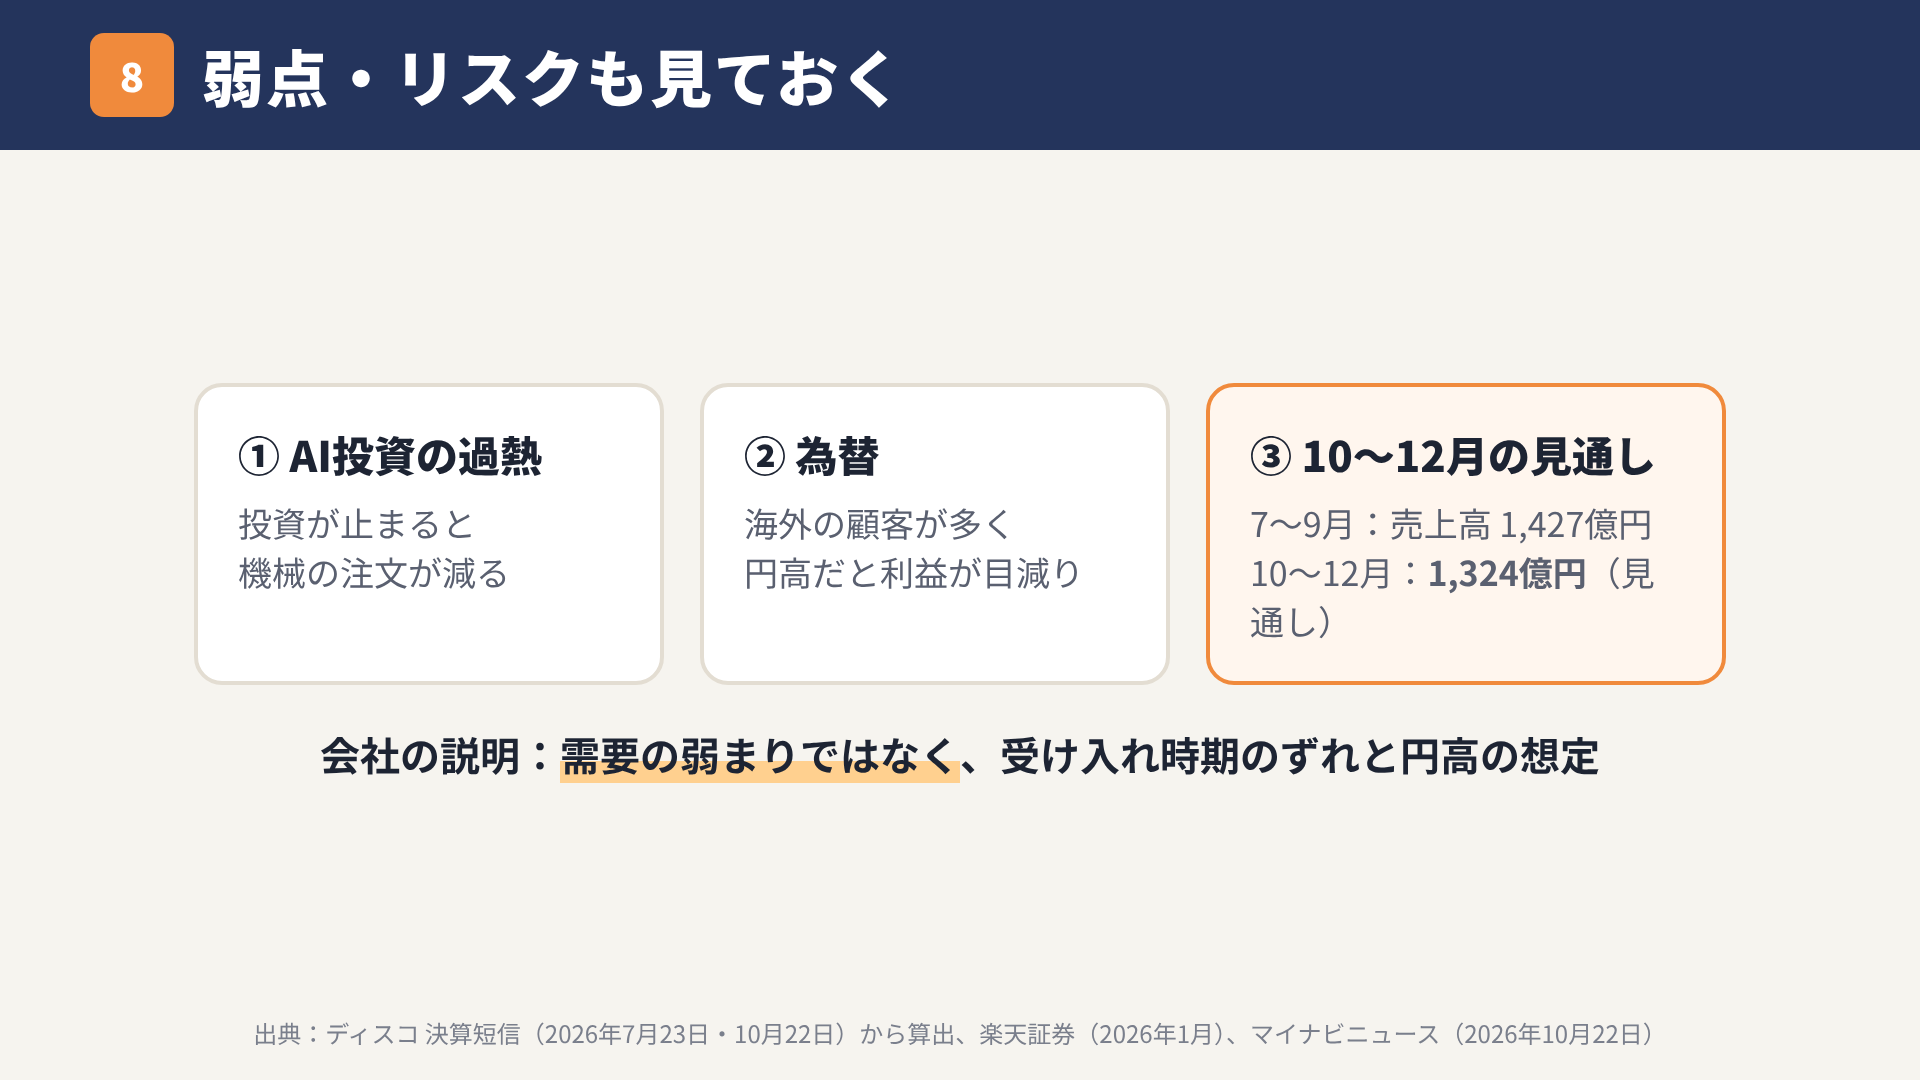 8
弱点・リスクも見ておく
① AI投資の過熱
投資が止まると
機械の注文が減る
② 為替
海外の顧客が多く
円高だと利益が目減り
③ 10〜12月の見通し
7〜9月：売上高 1,427億円
10〜12月：1,324億円（見
通し）
会社の説明：需要の弱まりではなく、受け入れ時期のずれと円高の想定
出典：ディスコ 決算短信（2026年7月23日・10月22日）から算出、楽天証券（2026年1月）、マイナビニュース（2026年10月22日）